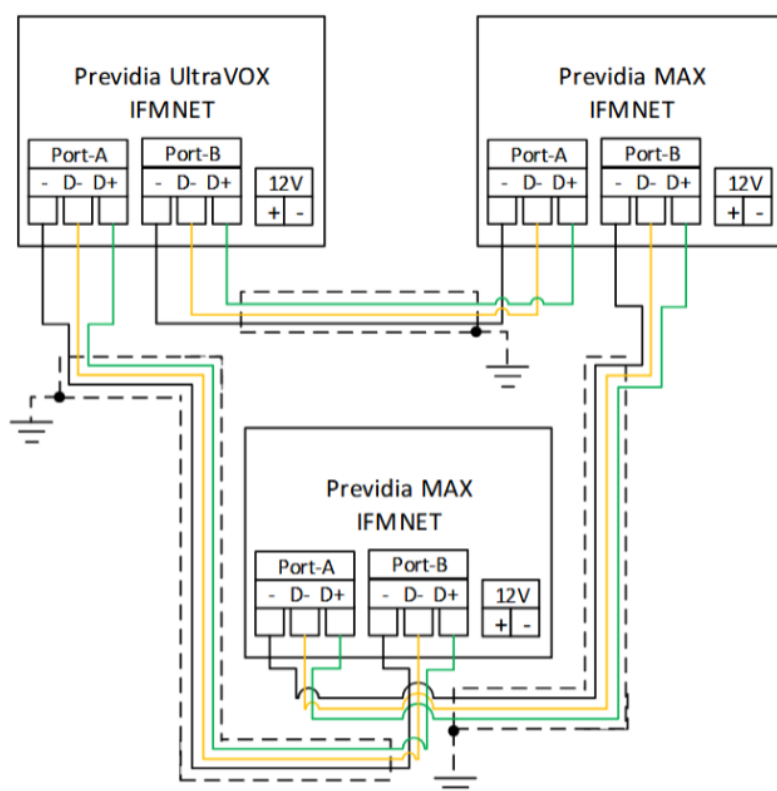 Previdia UltraVOX
IFMNET
Port-A
- D- D+
Port-B
- D- D+
12V
+ -
Previdia MAX
IFMNET
Port-A
- D- D+
Port-B
- D- D+
12V
+ -
Previdia MAX
IFMNET
Port-A
- D- D+
Port-B
- D- D+
12V
+ -